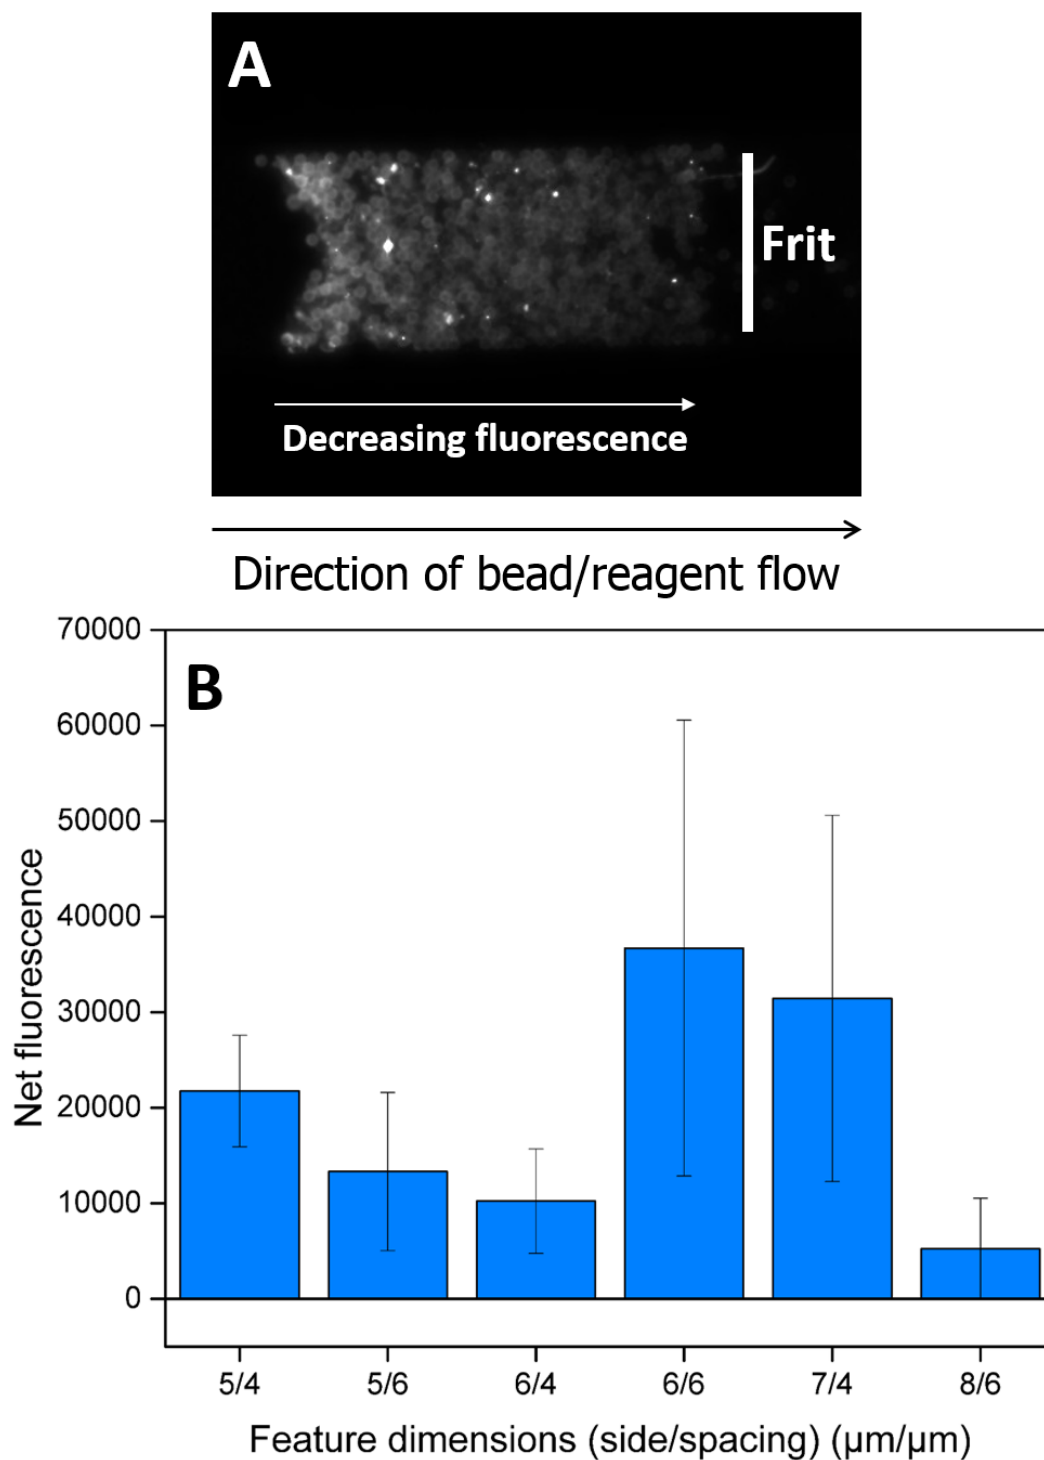 A
Frit
Decreasing fluorescence
Direction of bead/reagent flow
B
70000
60000
50000
40000
30000
20000
10000
0
Net fluorescence
5/4 5/6 6/4 6/6 7/4 8/6
Feature dimensions (side/spacing) (µm/µm)